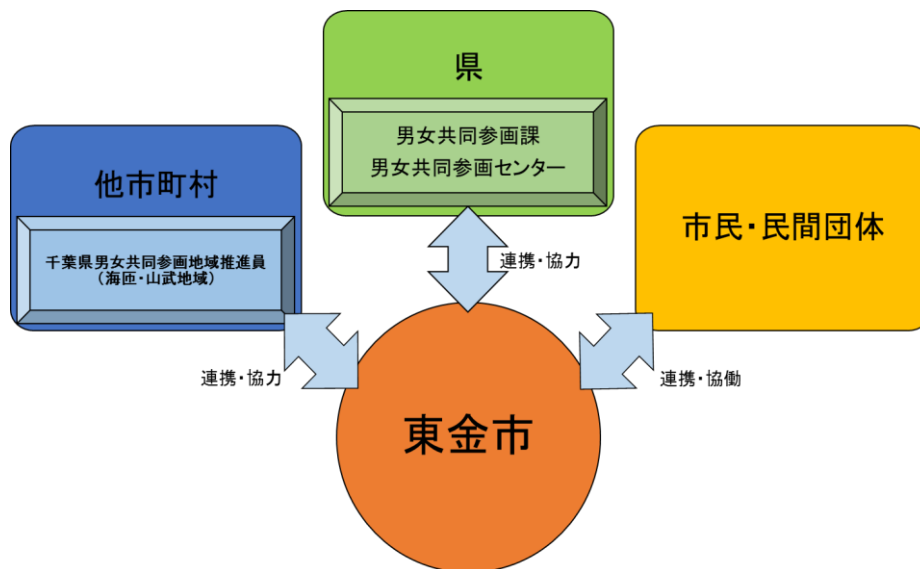 県
男女共同参画課
男女共同参画センター
他市町村
千葉県男女共同参画地域推進員
(海匝・山武地域)
市民・民間団体
連携・協力
連携・協力
連携・協働
東金市